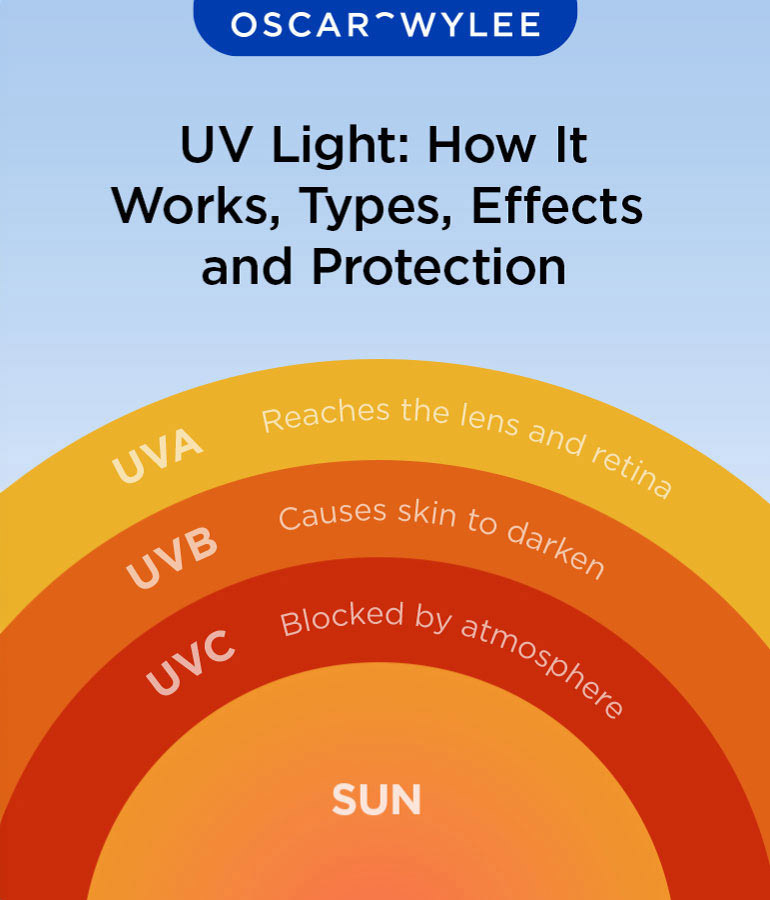 OSCAR WYLEE
UV Light: How It
Works, Types, Effects
and Protection
UVA Reaches the lens and retina
UVB Causes skin to darken
UVC Blocked by atmosphere
SUN